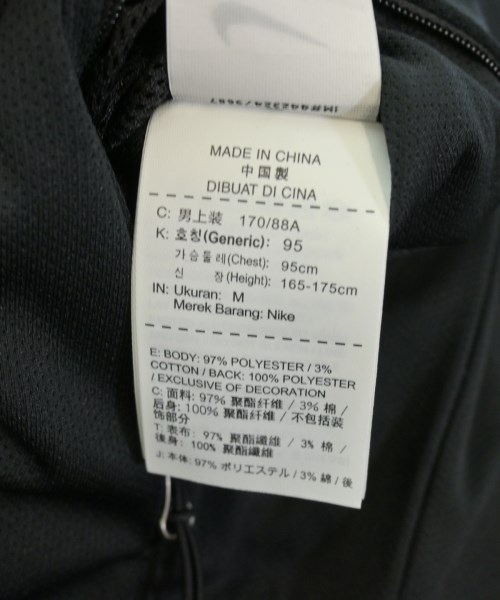 MADE IN CHINA
中国製
DIBUAT DI CINA
C: 男上装 170/88A
K: 호칭(Generic): 95
가슴둘레(Chest): 95cm
신 장(Height): 165-175cm
IN: Ukuran: M
Merek Barang: Nike
E: BODY: 97% POLYESTER / 3%
COTTON / BACK: 100% POLYESTER
/ EXCLUSIVE OF DECORATION
C: 面料: 97% 聚酯纤维 / 3% 棉 /
后身: 100% 聚酯纤维 / 不包括装
饰部分
T: 表布: 97% 聚酯纖維 / 3% 棉 /
後身: 100% 聚酯纖維
J: 本体: 97% ポリエステル / 3% 綿 / 後